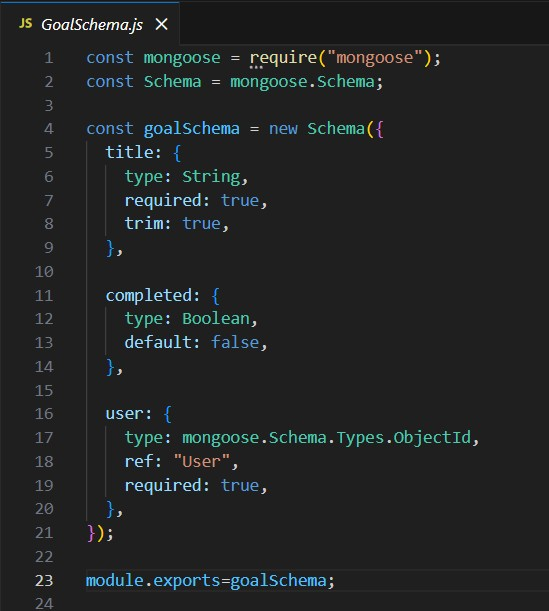 JS GoalSchema.js ×
1 const mongoose = require("mongoose");
2 const Schema = mongoose.Schema;
3
4 const goalSchema = new Schema({
5   title: {
6     type: String,
7     required: true,
8     trim: true,
9   },
10
11   completed: {
12     type: Boolean,
13     default: false,
14   },
15
16   user: {
17     type: mongoose.Schema.Types.ObjectId,
18     ref: "User",
19     required: true,
20   },
21 });
22
23 module.exports=goalSchema;
24